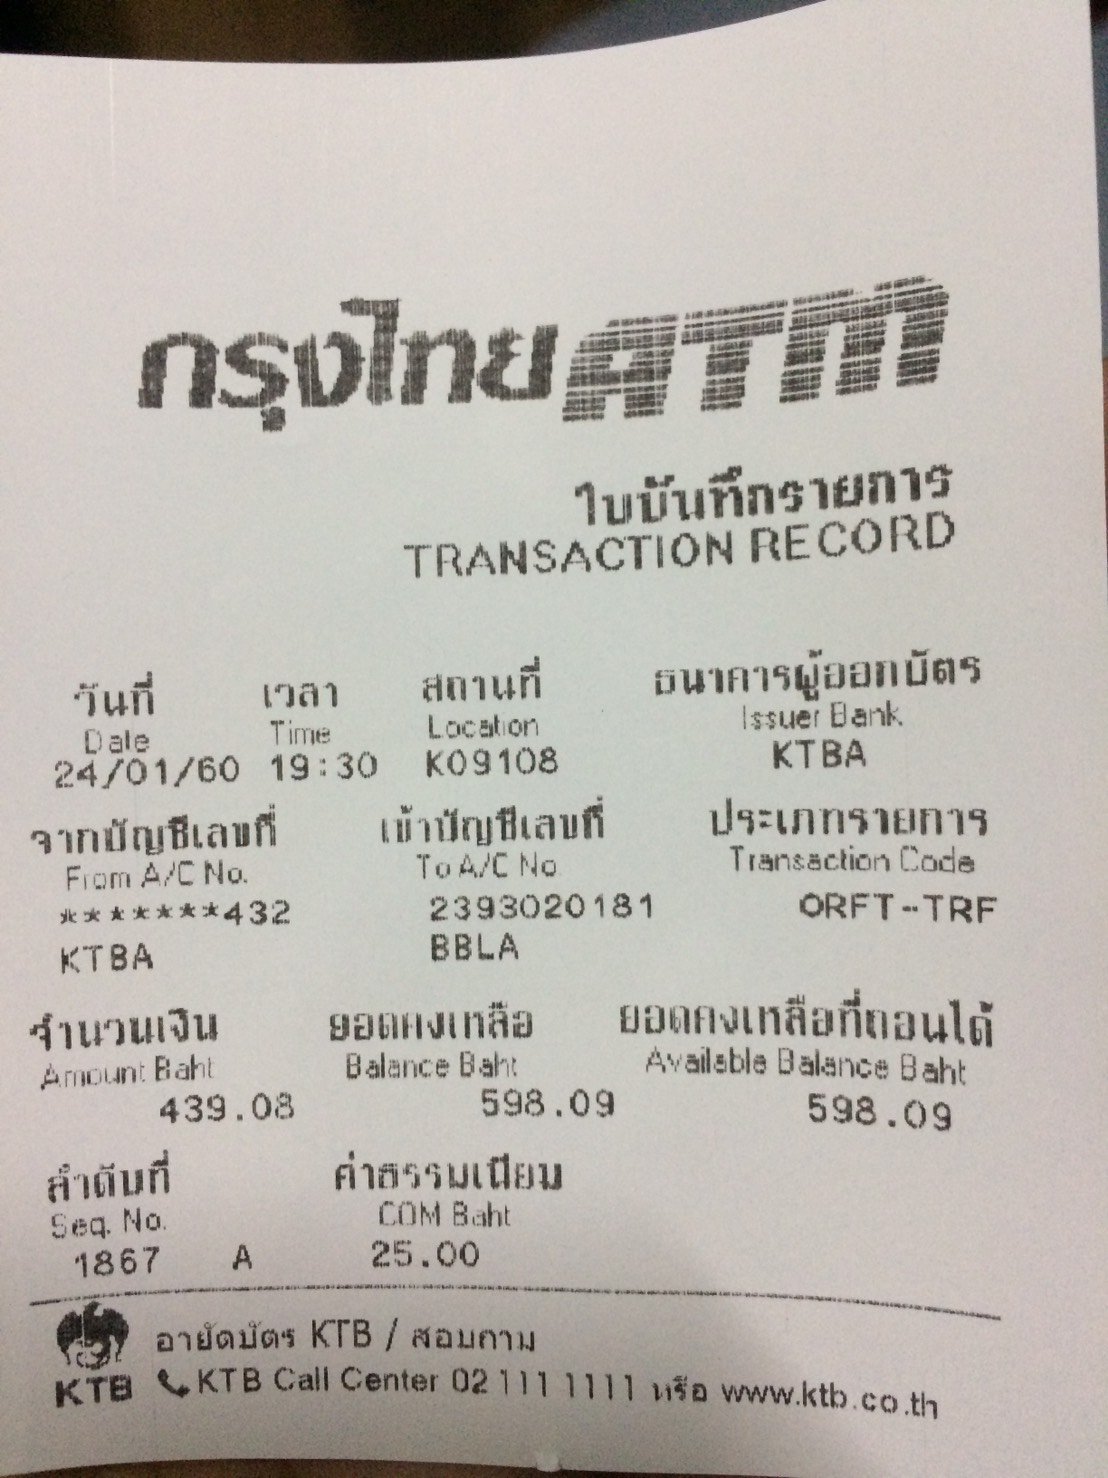 กรุงไทย ATM
ใบบันทึกรายการ
TRANSACTION RECORD
วันที่ เวลา สถานที่ ธนาคารผู้ออกบัตร
Date Time Location Issuer Bank
24/01/60 19:30 K09108 KTBA
จากบัญชีเลขที่ เข้าบัญชีเลขที่ ประเภทรายการ
From A/C No. To A/C No Transaction Code
*******432 2393020181 ORFT-TRF
KTBA BBLA
จำนวนเงิน ยอดคงเหลือ ยอดคงเหลือที่ถอนได้
Amount Baht Balance Baht Available Balance Baht
439.08 598.09 598.09
ลำดับที่ ค่าธรรมเนียม
Seq. No. COM Baht
1867 A 25.00
อายัดบัตร KTB / สอบถาม
KTB KTB Call Center 02 111 1111 หรือ www.ktb.co.th